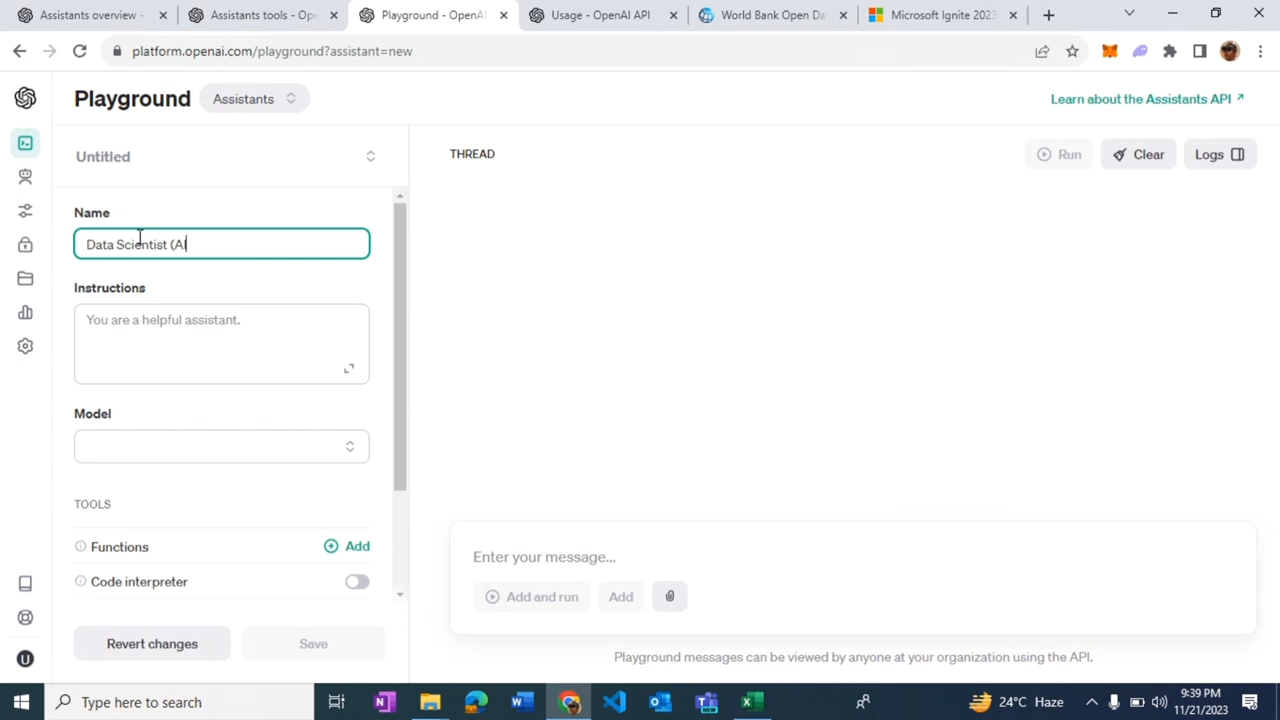 Assistants overview -
Assistants tools - Ope
Playground - OpenAI
Usage - OpenAI API
World Bank Open Da
Microsoft Ignite 2023
platform.openai.com/playground?assistant=new
Playground
Assistants
Learn about the Assistants API
Untitled
THREAD
Run
Clear
Logs
Name
Data Scientist (AI
Instructions
You are a helpful assistant.
Model
TOOLS
Functions
Add
Code interpreter
Revert changes
Save
Enter your message...
Add and run
Add
Playground messages can be viewed by anyone at your organization using the API.
U
Type here to search
24°C Haze
9:39 PM
11/21/2023